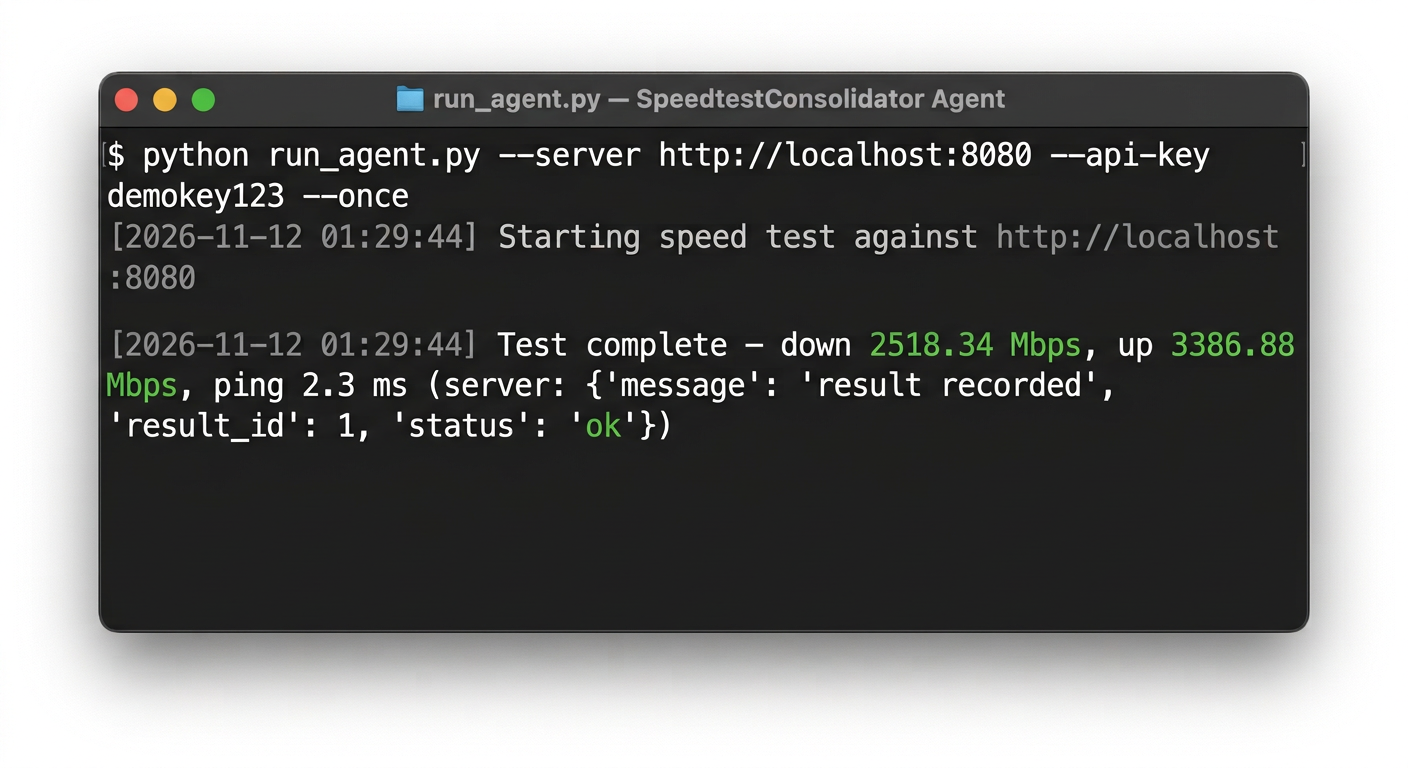 run_agent.py — SpeedtestConsolidator Agent
[$ python run_agent.py --server http://localhost:8080 --api-key ]
demokey123 --once
[2026-11-12 01:29:44] Starting speed test against http://localhost
:8080
[2026-11-12 01:29:44] Test complete — down 2518.34 Mbps, up 3386.88
Mbps, ping 2.3 ms (server: {'message': 'result recorded',
'result_id': 1, 'status': 'ok'})